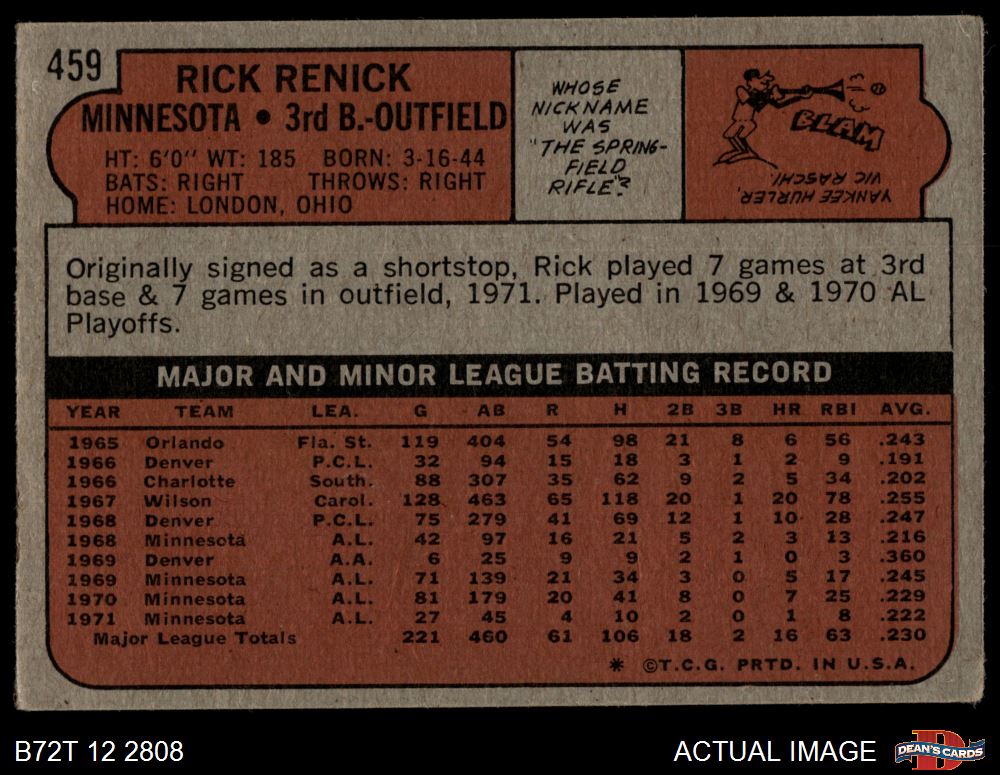 459
RICK RENICK
MINNESOTA • 3rd B.-OUTFIELD
HT: 6'0" WT: 185 BORN: 3-16-44
BATS: RIGHT THROWS: RIGHT
HOME: LONDON, OHIO
WHOSE
NICKNAME
WAS
"THE SPRING-
FIELD
RIFLE"?
BLAM
YANKEE HURLER,
VIC RASCHI.
Originally signed as a shortstop, Rick played 7 games at 3rd
base & 7 games in outfield, 1971. Played in 1969 & 1970 AL
Playoffs.
MAJOR AND MINOR LEAGUE BATTING RECORD
YEAR TEAM LEA. G AB R H 2B 3B HR RBI AVG.
1965 Orlando Fla. St. 119 404 54 98 21 8 6 56 .243
1966 Denver P.C.L. 32 94 15 18 3 1 2 9 .191
1966 Charlotte South. 88 307 35 62 9 2 5 34 .202
1967 Wilson Carol. 128 463 65 118 20 1 20 78 .255
1968 Denver P.C.L. 75 279 41 69 12 1 10 28 .247
1968 Minnesota A.L. 42 97 16 21 5 2 3 13 .216
1969 Denver A.A. 6 25 9 9 2 1 0 3 .360
1969 Minnesota A.L. 71 139 21 34 3 0 5 17 .245
1970 Minnesota A.L. 81 179 20 41 8 0 7 25 .229
1971 Minnesota A.L. 27 45 4 10 2 0 1 8 .222
Major League Totals 221 460 61 106 18 2 16 63 .230
* ©T.C.G. PRTD. IN U.S.A.
B72T 12 2808
ACTUAL IMAGE
D
DEAN'S CARDS